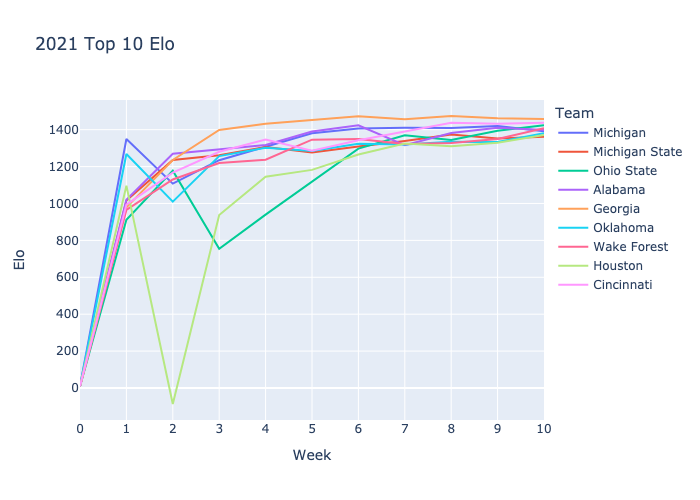 2021 Top 10 Elo
Team
Michigan
Michigan State
Ohio State
Alabama
Georgia
Oklahoma
Wake Forest
Houston
Cincinnati
Elo
1400
1200
1000
800
600
400
200
0
0 1 2 3 4 5 6 7 8 9 10
Week